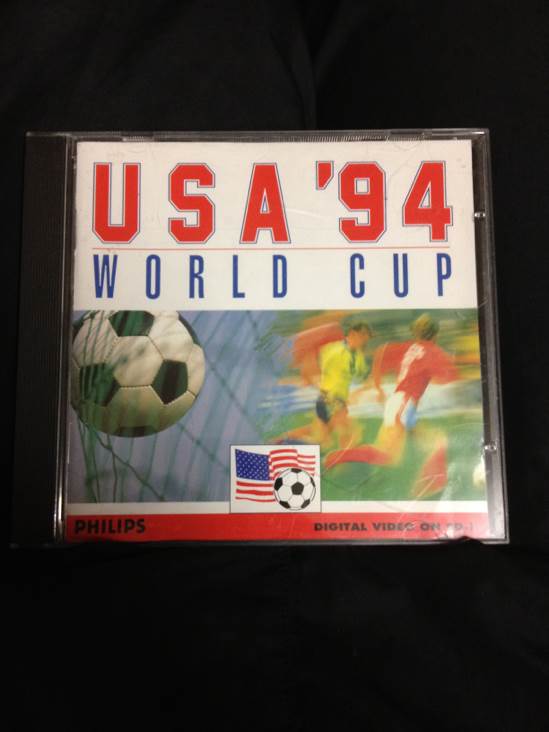 USA '94
WORLD CUP
PHILIPS
DIGITAL VIDEO ON CD-i